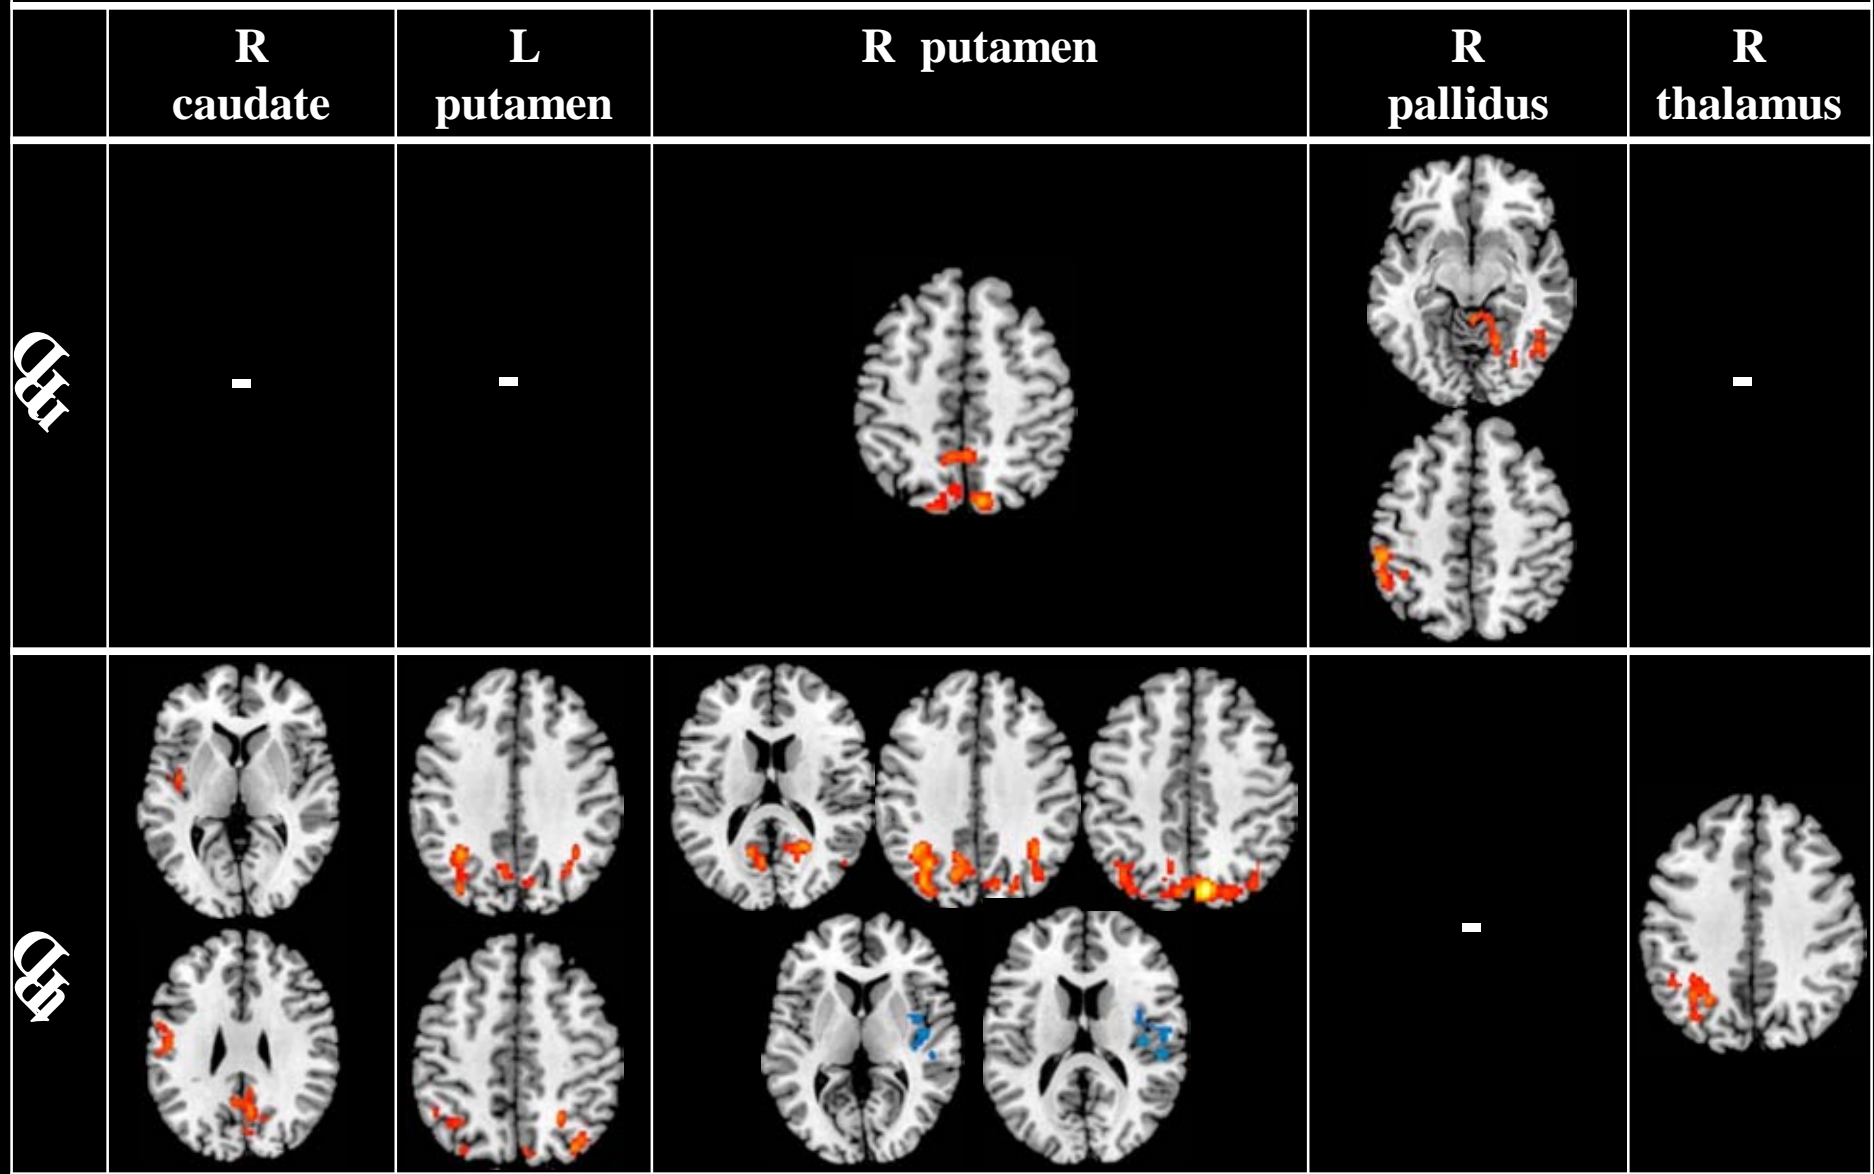 R
caudate
L
putamen
R putamen
R
pallidus
R
thalamus
-
-
-
-